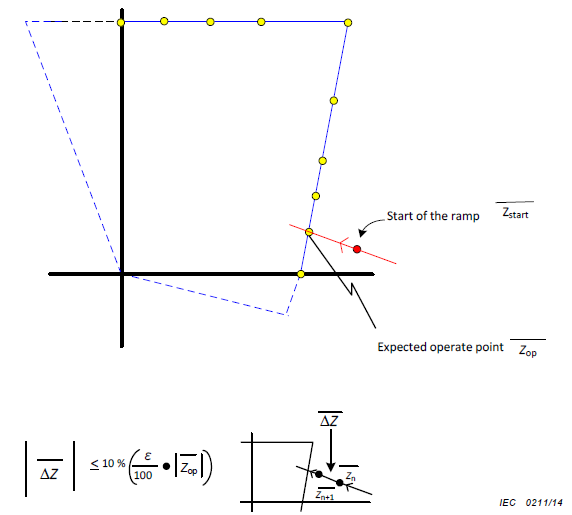 Start of the ramp Zstart
Expected operate point Zop
ΔZ
|ΔZ| ≤ 10 % (ε/100 • |Zop|)
Zn
Zn+1
IEC 0211/14